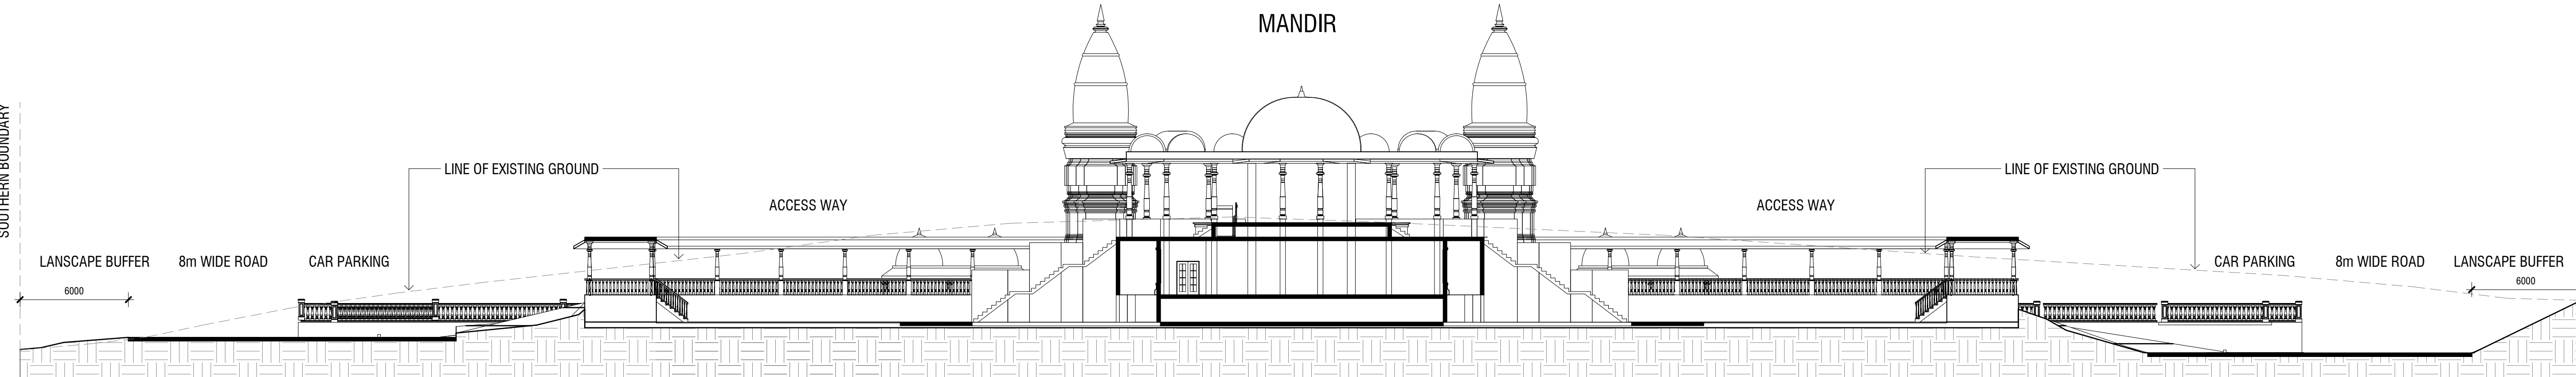 MANDIR
SOUTHERN BOUNDARY
LINE OF EXISTING GROUND
LINE OF EXISTING GROUND
ACCESS WAY
ACCESS WAY
LANSCAPE BUFFER
8m WIDE ROAD
CAR PARKING
CAR PARKING
8m WIDE ROAD
LANSCAPE BUFFER
6000
6000